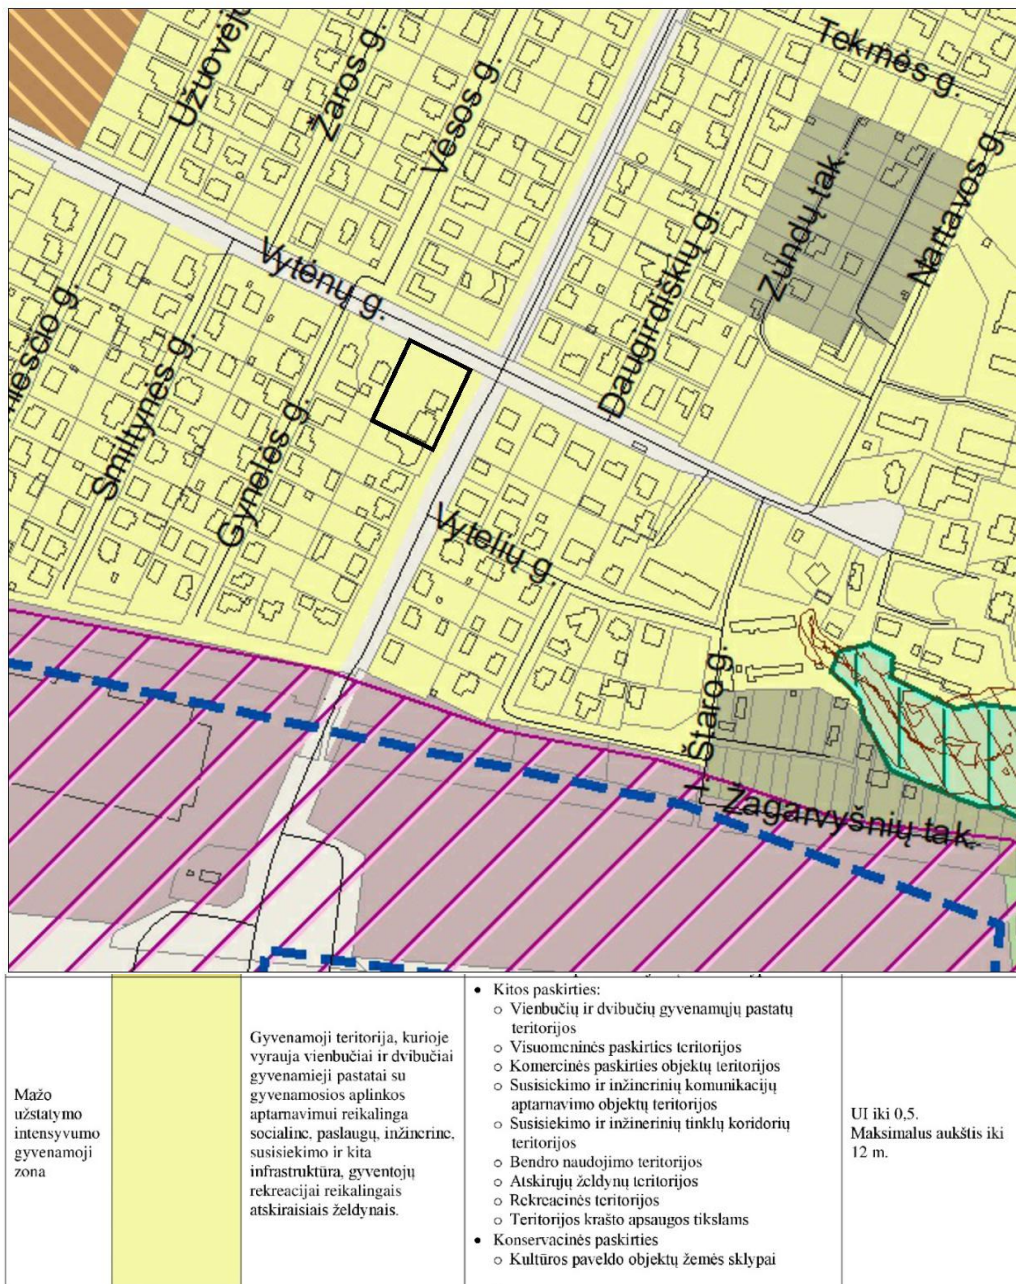 Tekmės g.
Žaros g.
Vėsos g.
Žundų tak.
Nartavos g.
Vytėnų g.
Daugirdiškių g.
Smiltynės g
Gynėlos g.
Vytelių g.
I. Štaro g.
Žagarvyšnių tak.
Mažo
užstatymo
intensyvumo
gyvenamoji
zona
Gyvenamoji teritorija, kurioje
vyrauja vienbučiai ir dvibučiai
gyvenamieji pastatai su
gyvenamosios aplinkos
aptarnavimui reikalinga
socialine, paslaugų, inžinerine,
susisiekimo ir kita
infrastruktūra, gyventojų
rekreacijai reikalingais
atskiraisiais želdynais.
• Kitos paskirties:
o Vienbučių ir dvibučių gyvenamųjų pastatų
teritorijos
o Visuomeninės paskirties teritorijos
o Komercinės paskirties objektų teritorijos
o Susisiekimo ir inžinerinių komunikacijų
aptarnavimo objektų teritorijos
o Susisiekimo ir inžinerinių tinklų koridorių
teritorijos
o Bendro naudojimo teritorijos
o Atskirųjų želdynų teritorijos
o Rekreacinės teritorijos
o Teritorijos krašto apsaugos tikslams
• Konservacinės paskirties
o Kultūros paveldo objektų žemės sklypai
UI iki 0,5.
Maksimalus aukštis iki
12 m.